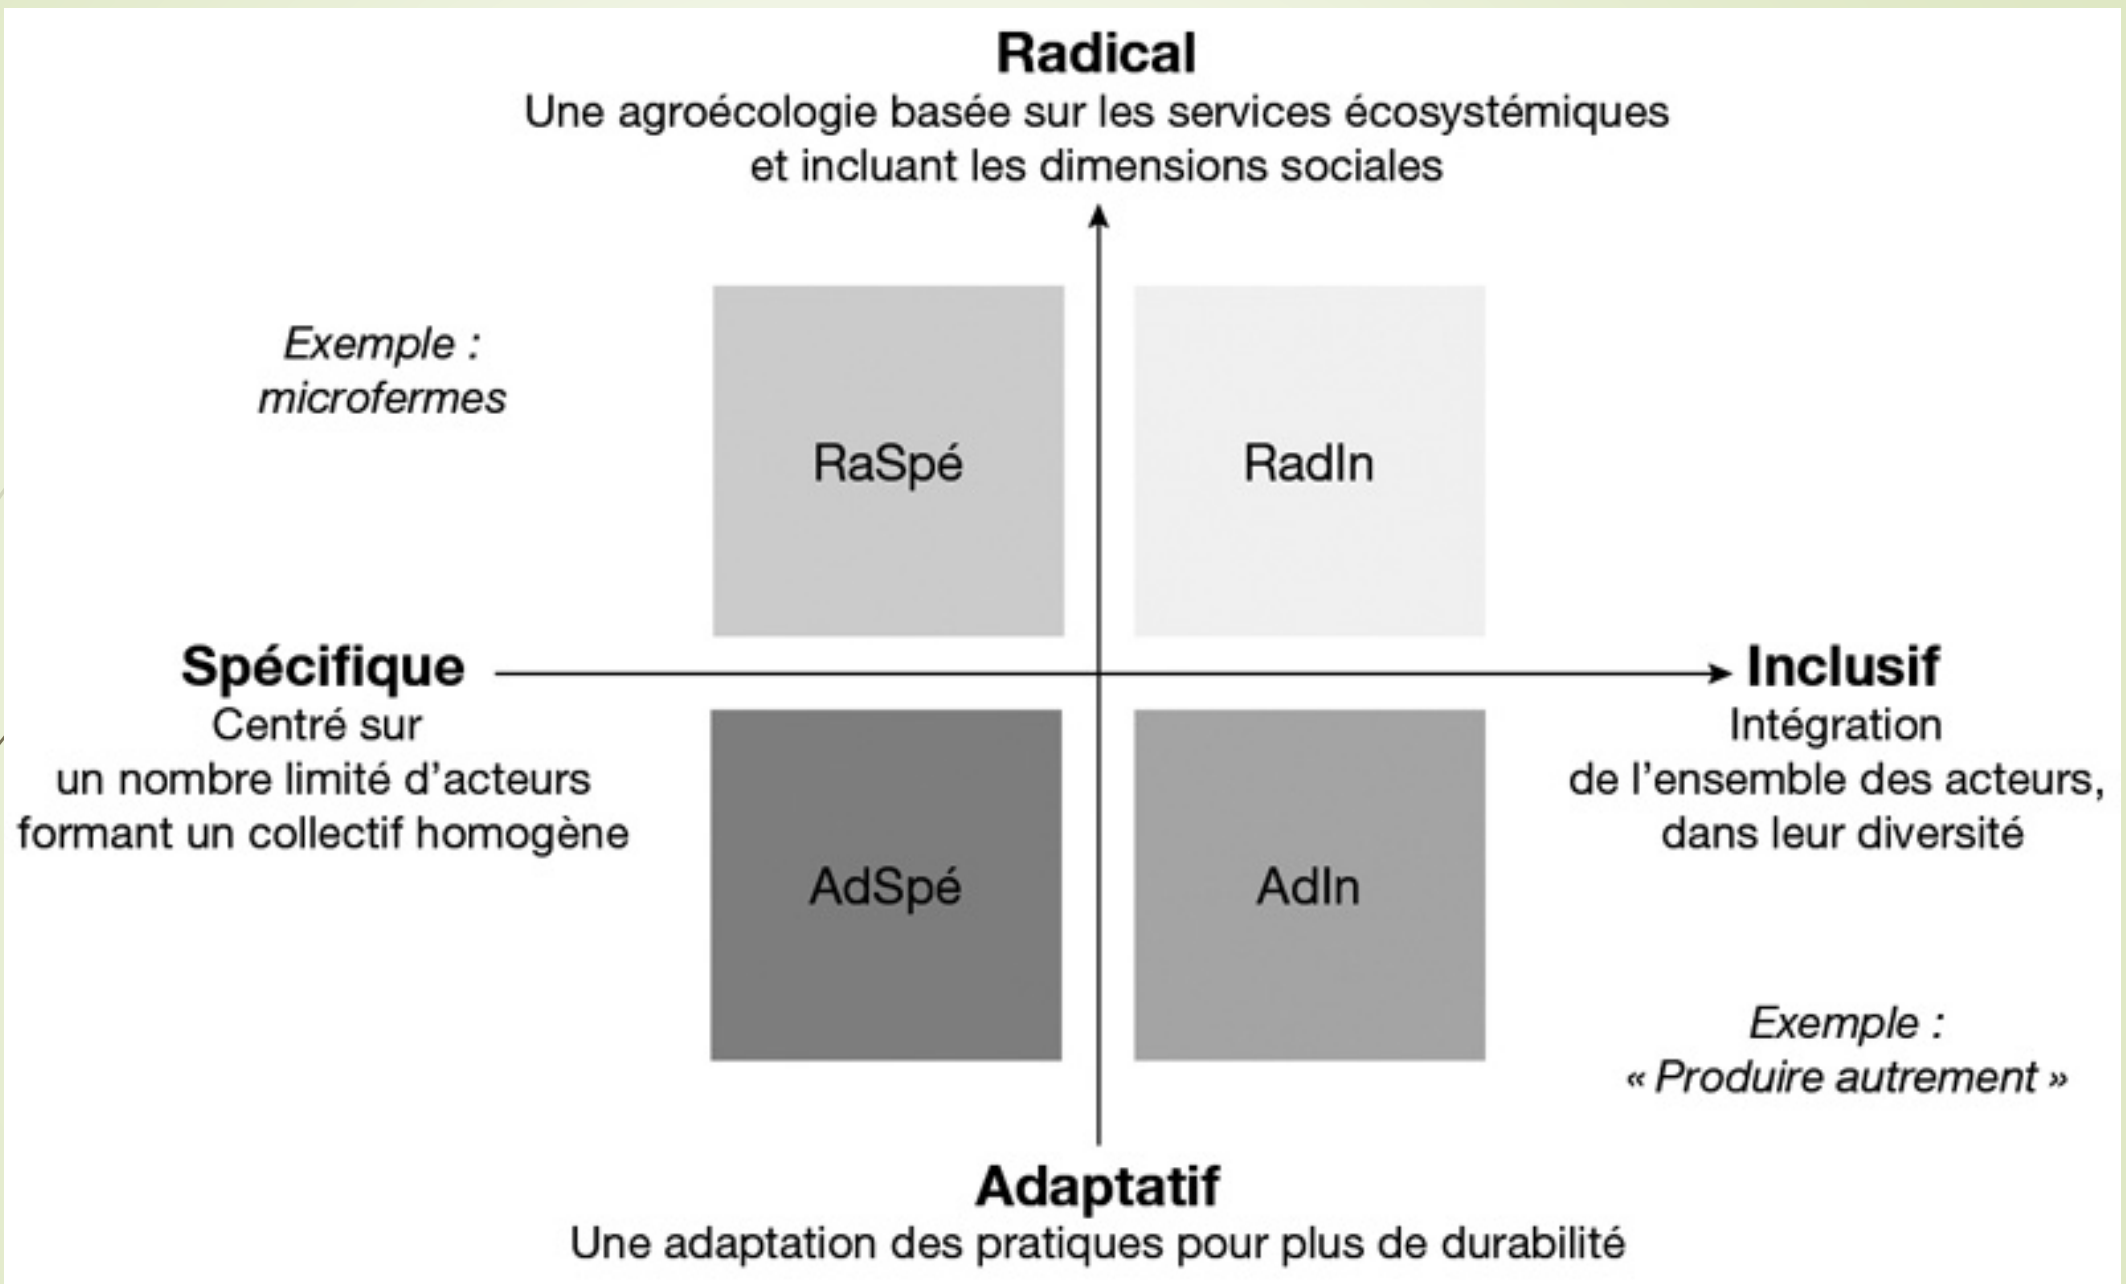 Radical
Une agroécologie basée sur les services écosystémiques
et incluant les dimensions sociales
Exemple :
microfermes
RaSpé
RadIn
Spécifique
Centré sur
un nombre limité d’acteurs
formant un collectif homogène
Inclusif
Intégration
de l’ensemble des acteurs,
dans leur diversité
AdSpé
AdIn
Exemple :
« Produire autrement »
Adaptatif
Une adaptation des pratiques pour plus de durabilité